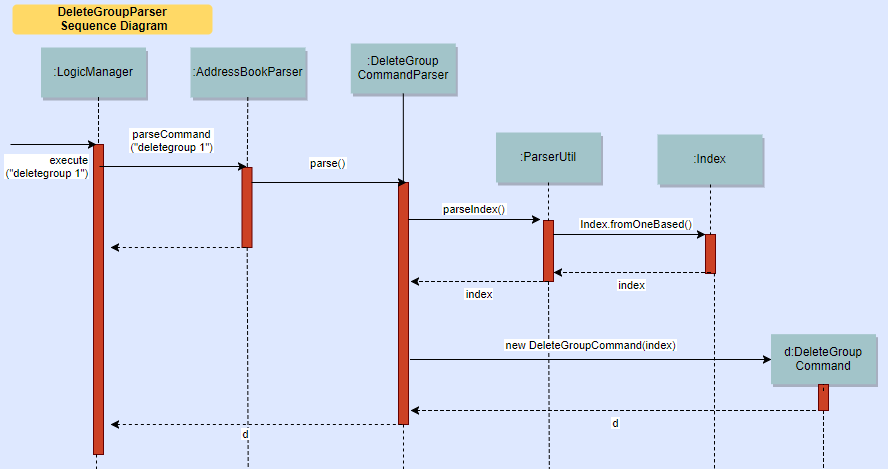 DeleteGroupParser
Sequence Diagram
:LogicManager
:AddressBookParser
:DeleteGroup
CommandParser
:ParserUtil
:Index
parseCommand
("deletegroup 1")
execute
("deletegroup 1")
parse()
parseIndex()
Index.fromOneBased()
index
index
new DeleteGroupCommand(index)
d:DeleteGroup
Command
d
d